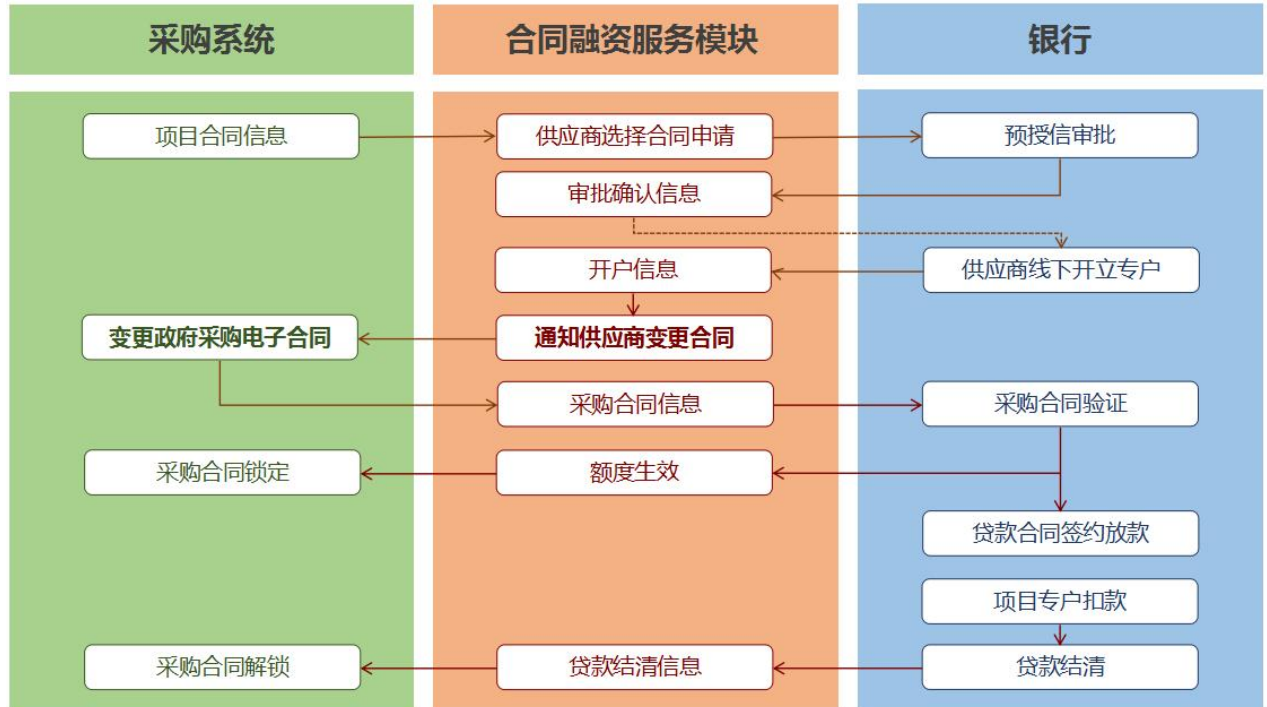 采购系统
合同融资服务模块
银行
项目合同信息
供应商选择合同申请
预授信审批
审批确认信息
开户信息
供应商线下开立专户
变更政府采购电子合同
通知供应商变更合同
采购合同信息
采购合同验证
采购合同锁定
额度生效
贷款合同签约放款
项目专户扣款
采购合同解锁
贷款结清信息
贷款结清